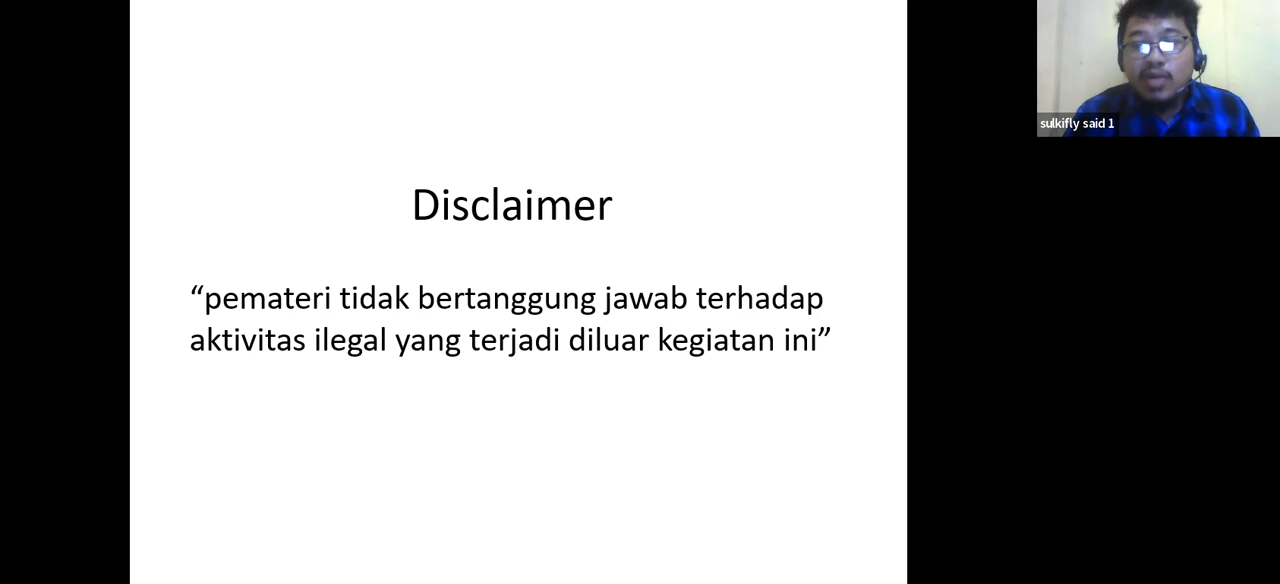 Disclaimer
“pemateri tidak bertanggung jawab terhadap
aktivitas ilegal yang terjadi diluar kegiatan ini”
sulkifly said 1